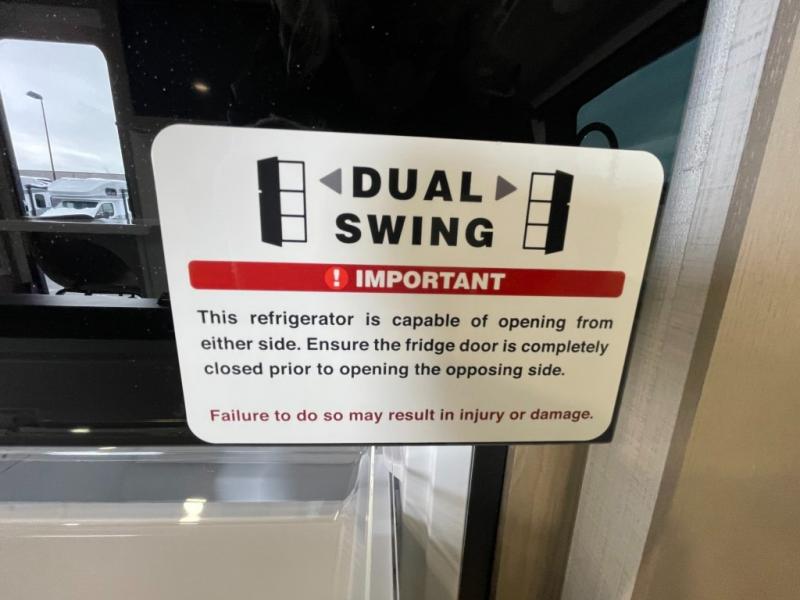 DUAL
SWING
! IMPORTANT
This refrigerator is capable of opening from
either side. Ensure the fridge door is completely
closed prior to opening the opposing side.
Failure to do so may result in injury or damage.